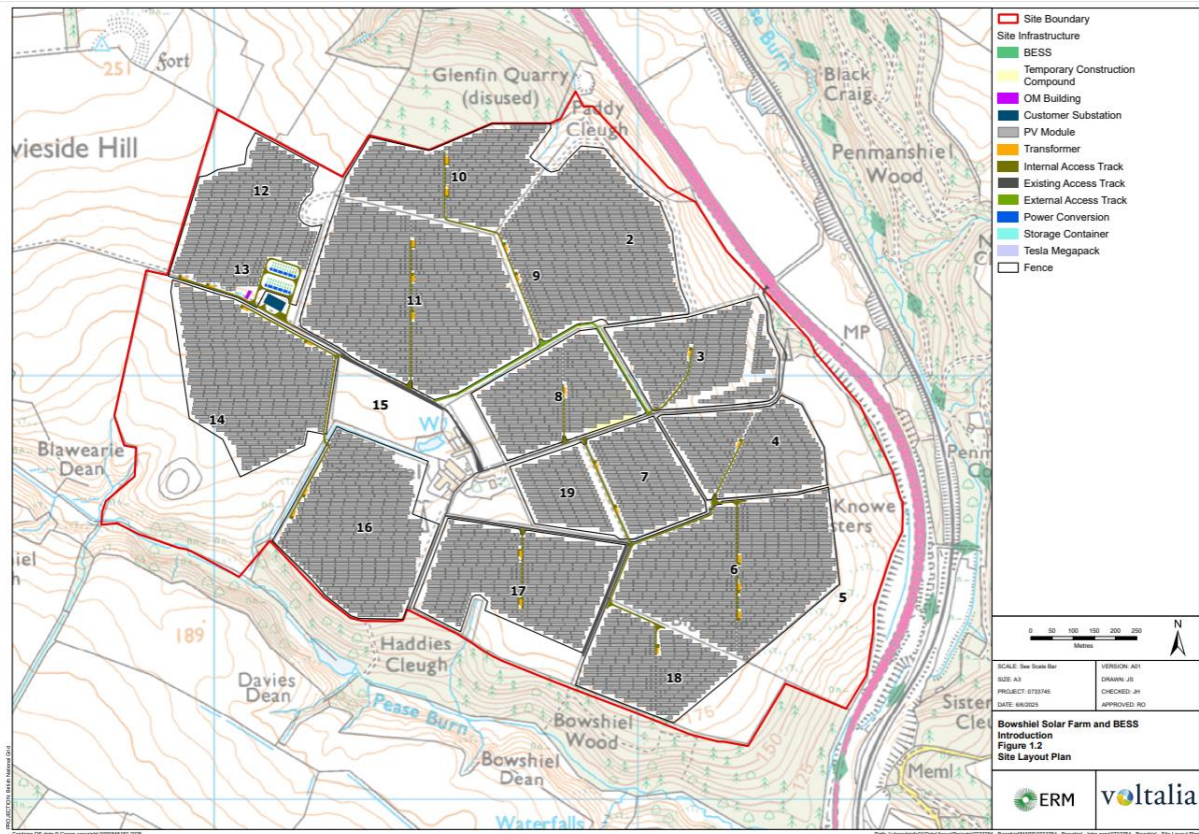 251
fort
Glenfin Quarry
(disused)
Paddy
Cleugh
Black
Craig
Penmanshiel
Wood
vieside Hill
12
10
2
13
9
11
MP
3
8
15
14
4
Blawearle
Dean
7
19
Knowe
sters
16
17
6
5
189
Haddies
Cleugh
18
175
Davies
Dean
Pease Burn
Bowshiel
Wood
150
Bowshiel
Dean
Sister
Meml
Waterfalls
Site Boundary
Site Infrastructure
BESS
Temporary Construction
Compound
OM Building
Customer Substation
PV Module
Transformer
Internal Access Track
Existing Access Track
External Access Track
Power Conversion
Storage Container
Tesla Megapack
Fence
0 50 100 150 200 250
Metres
N
SCALE: See Scale Bar
VERSION: A01
SIZE: A3
DRAWN: JS
PROJECT: 0733745
CHECKED: JH
DATE: 6/6/2025
APPROVED: RO
Bowshiel Solar Farm and BESS
Introduction
Figure 1.2
Site Layout Plan
ERM
voltalia